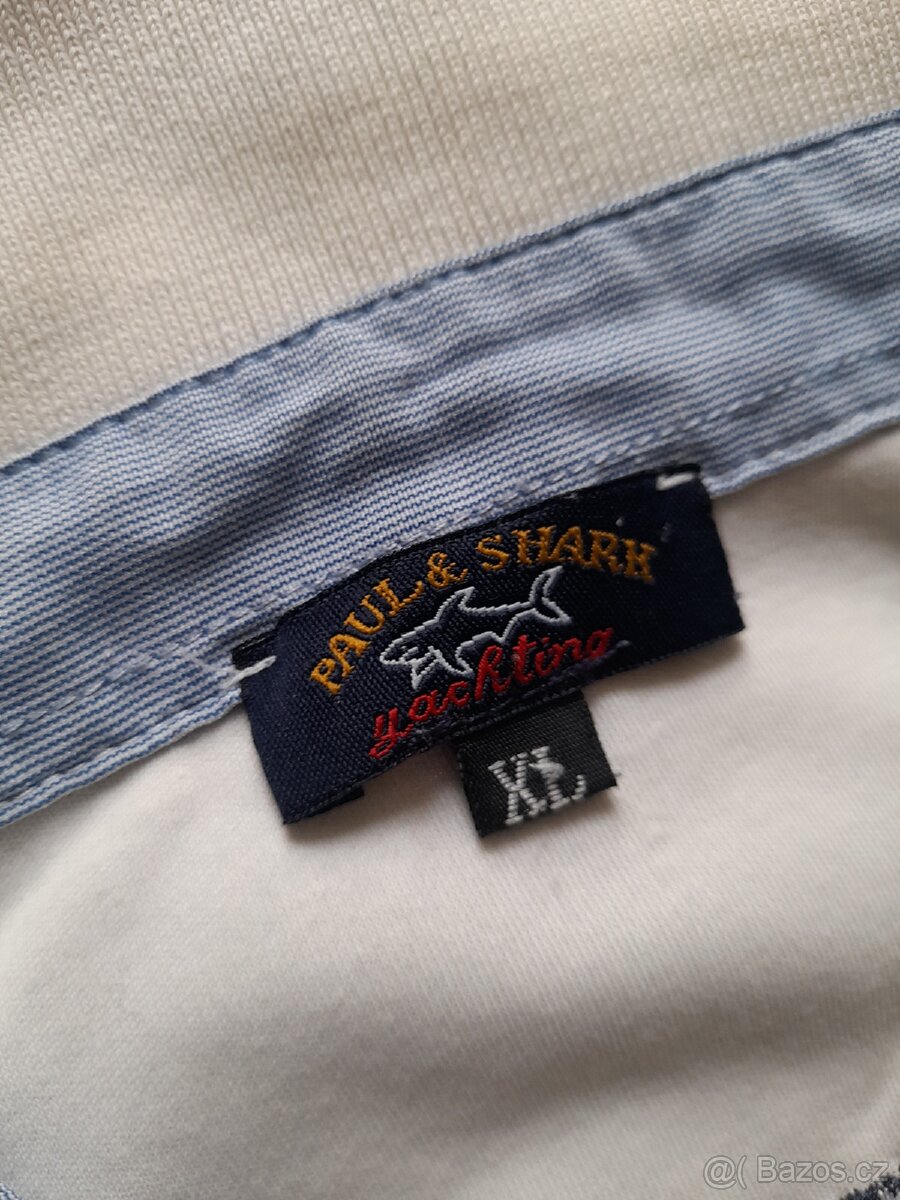 PAUL & SHARK
yachting
XL
@( Bazos.cz